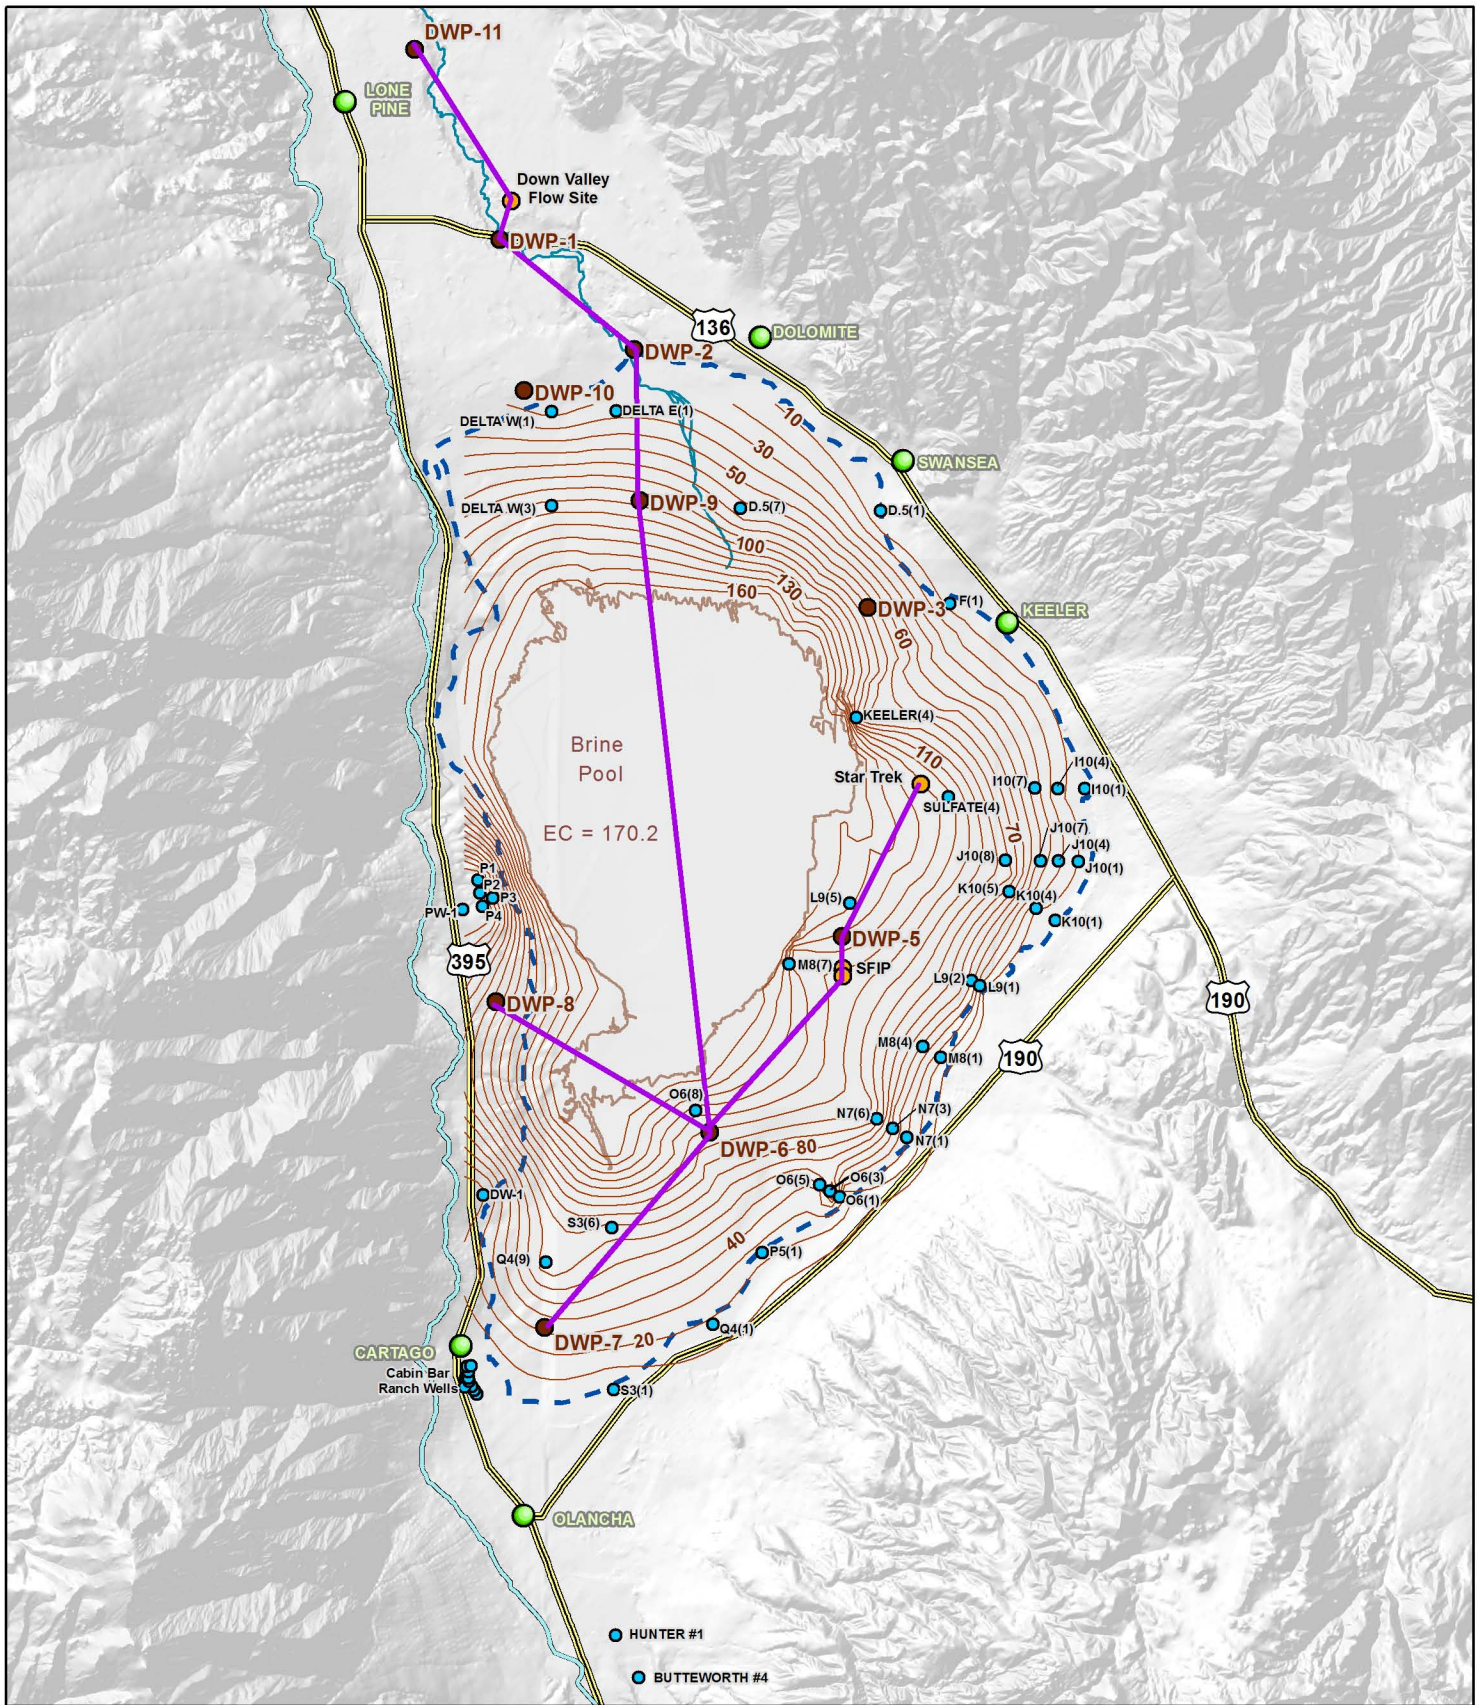 DWP-11
LONE
PINE
Down Valley
Flow Site
DWP-1
136
DOLOMITE
DWP-2
DWP-10
DELTA W(1)
DELTA E(1)
10
30
SWANSEA
50
DELTA W(3)
DWP-9
D.5(7)
D.5(1)
100
130
160
F(1)
DWP-3
KEELER
60
KEELER(4)
Brine
Pool
110
Star Trek
I10(4)
I10(7)
I10(1)
SULFATE(4)
EC = 170.2
70
J10(7)
J10(4)
J10(8)
J10(1)
P1
P2
P3
K10(5)
K10(4)
L9(5)
PW-1
P4
K10(1)
DWP-5
395
M8(7)
SFIP
L9(2)
L9(1)
DWP-8
190
M8(4)
190
M8(1)
O6(8)
N7(6)
N7(3)
N7(1)
DWP-6
80
O6(5)
O6(3)
O6(1)
DW-1
S3(6)
40
P5(1)
Q4(9)
Q4(1)
DWP-7
20
CARTAGO
Cabin Bar
Ranch Wells
S3(1)
OLANCHA
HUNTER #1
BUTTEWORTH #4